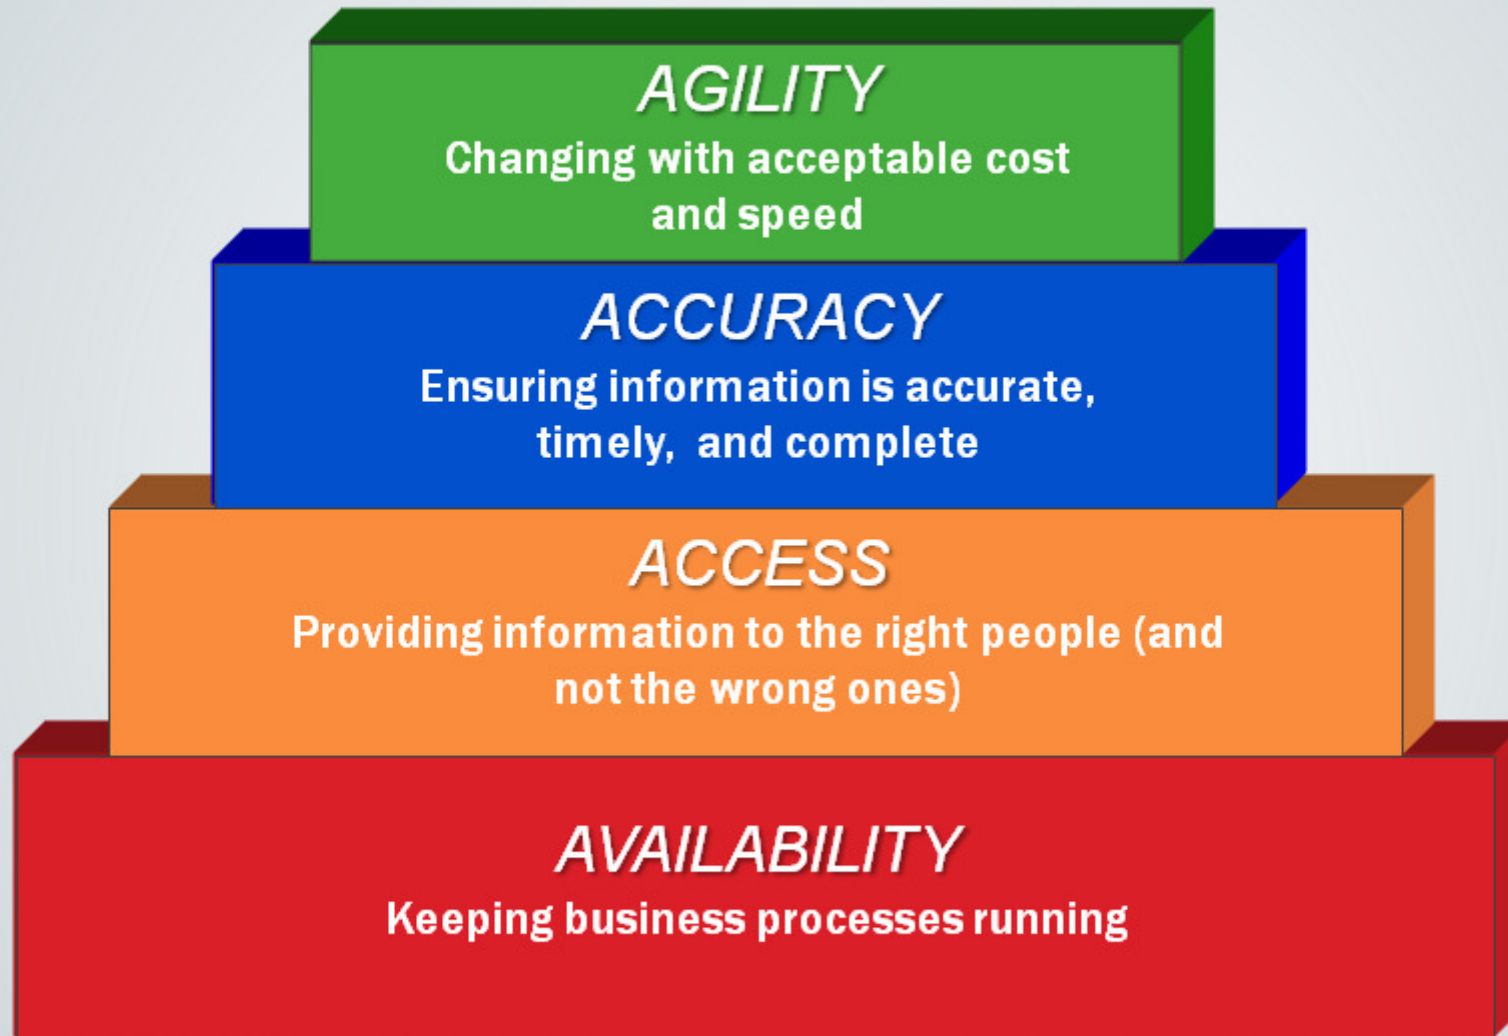 AGILITY
Changing with acceptable cost
and speed
ACCURACY
Ensuring information is accurate,
timely, and complete
ACCESS
Providing information to the right people (and
not the wrong ones)
AVAILABILITY
Keeping business processes running